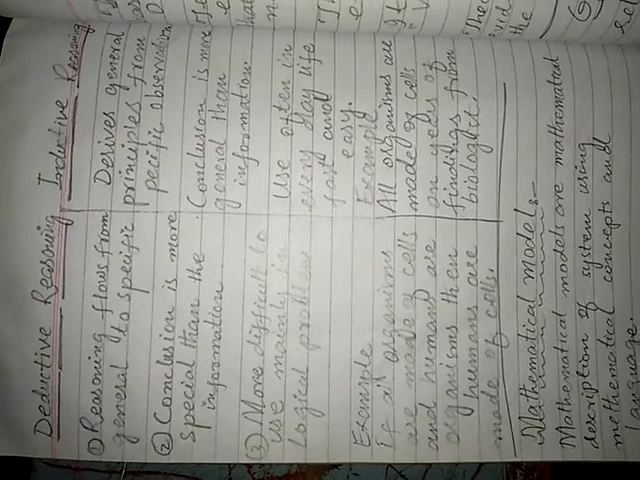 Deductive Reasoning Inductive Reasoning
① Reasoning flows from
general to specific
② Conclusion is more
special than the
information
③ More difficult to
use mainly in
logical problem
Example
If all organisms
are made of cells
and humans are
organisms then
humans are
made of cells.
Derives general
principles from
pecific observation
Conclusion is more
general than
information.
Use often in
every day life
fast and
easy.
Example
All organisms are
made of cells
on years of
findings from
biologist.
Mathematical models:-
Mathematical models are mathematical
description of system using
methematical concepts and
language.